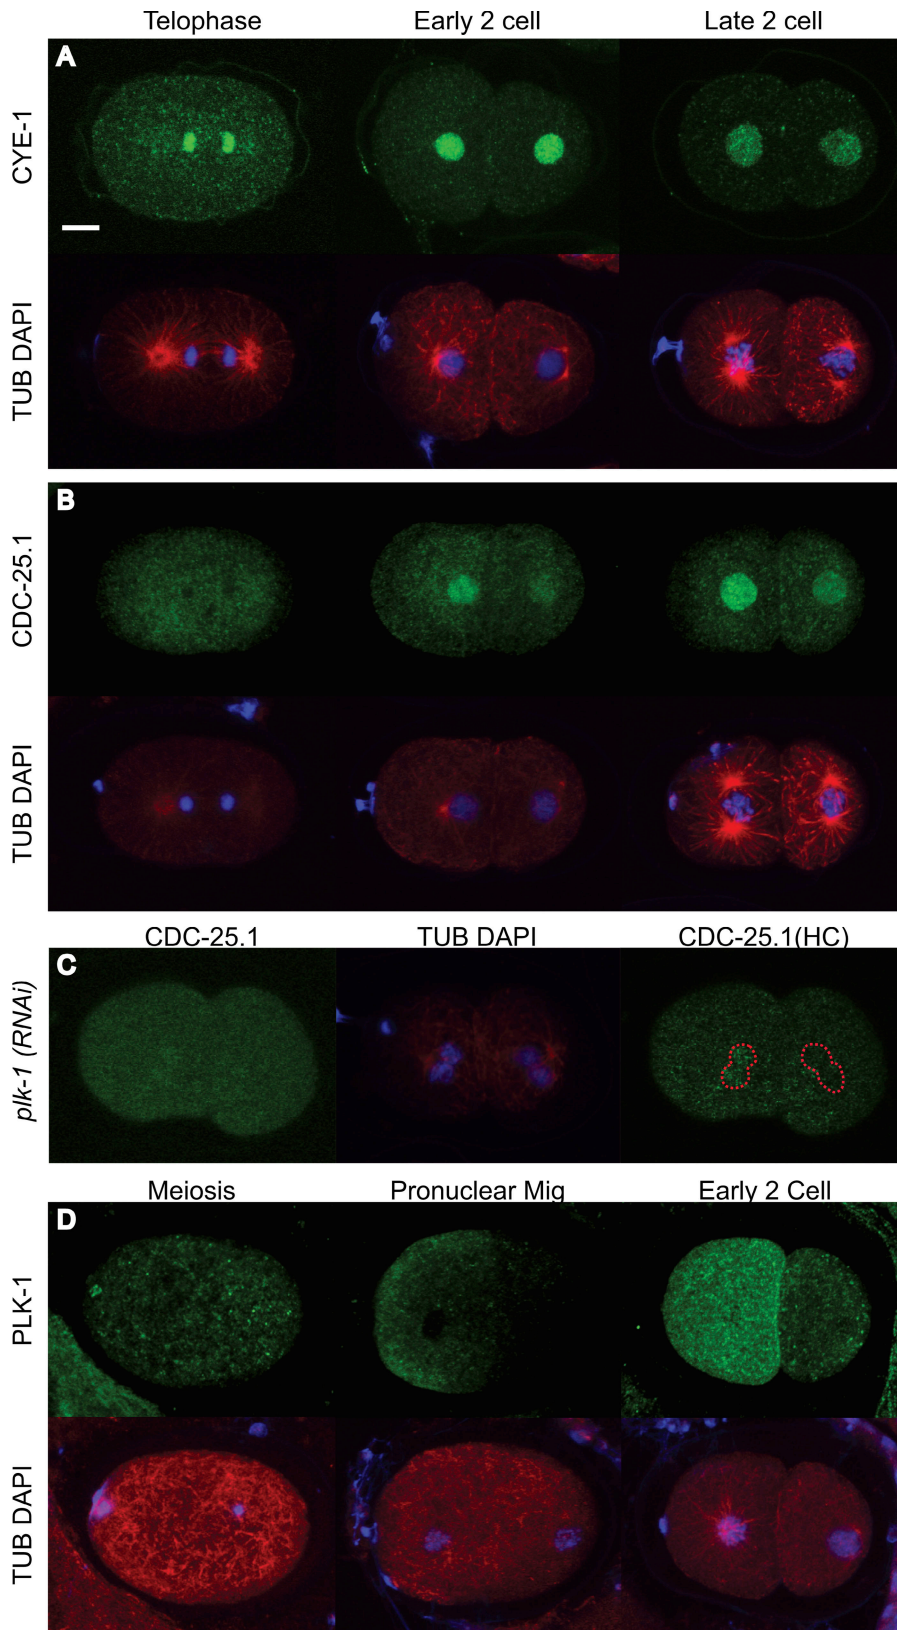 Telophase Early 2 cell Late 2 cell
A
CYE-1
TUB DAPI
B
CDC-25.1
TUB DAPI
CDC-25.1 TUB DAPI CDC-25.1(HC)
C
plk-1 (RNAi)
Meiosis Pronuclear Mig Early 2 Cell
D
PLK-1
TUB DAPI